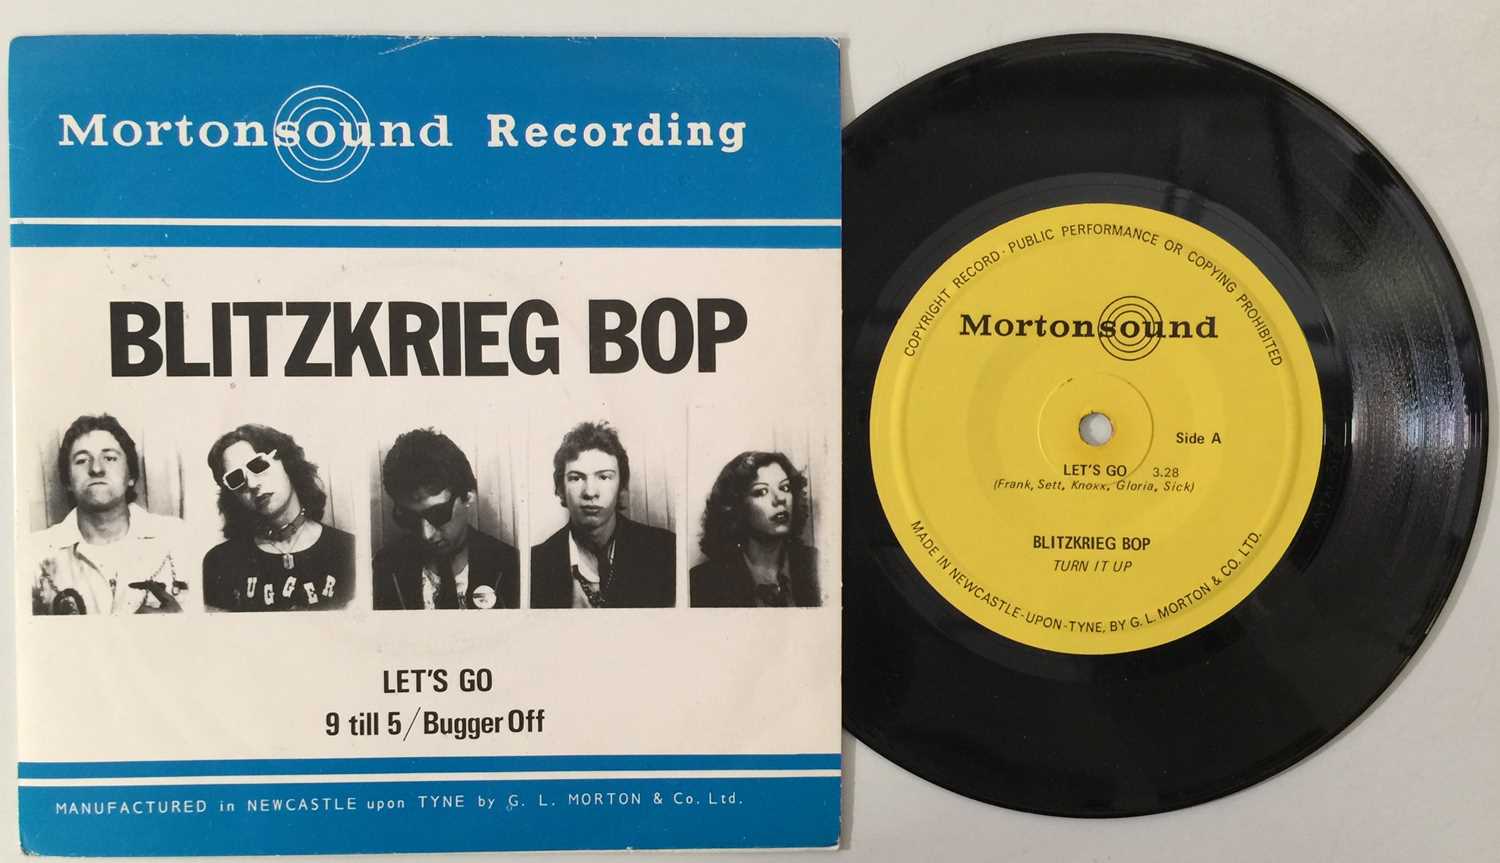 Mortonsound Recording
BLITZKRIEG BOP
UGGER
LET'S GO
9 till 5/Bugger Off
MANUFACTURED in NEWCASTLE upon TYNE by G. L. MORTON & Co. Ltd.
COPYRIGHT RECORD · PUBLIC PERFORMANCE OR COPYING PROHIBITED
Mortonsound
Side A
LET'S GO 3.28
(Frank, Sett, Knoxx, Gloria, Sick)
BLITZKRIEG BOP
TURN IT UP
MADE IN NEWCASTLE-UPON-TYNE, BY G. L. MORTON & CO. LTD.